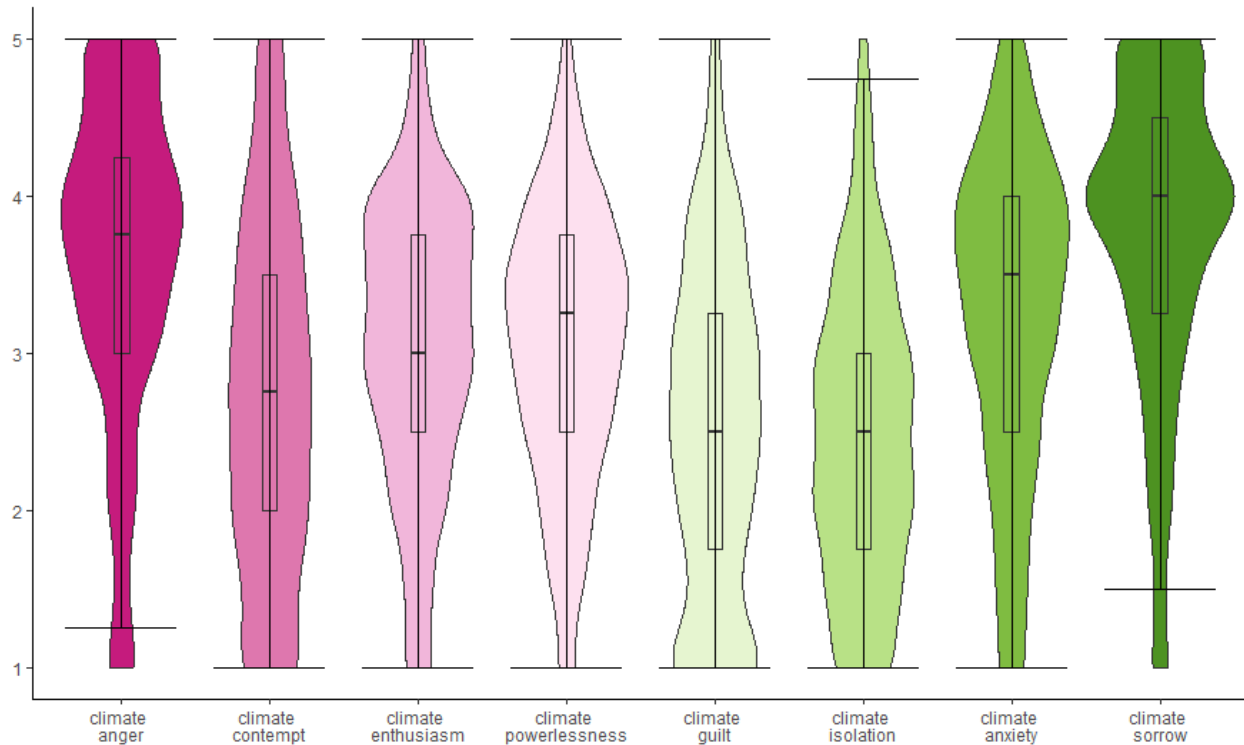 5
4
3
2
1
climate anger
climate contempt
climate enthusiasm
climate powerlessness
climate guilt
climate isolation
climate anxiety
climate sorrow